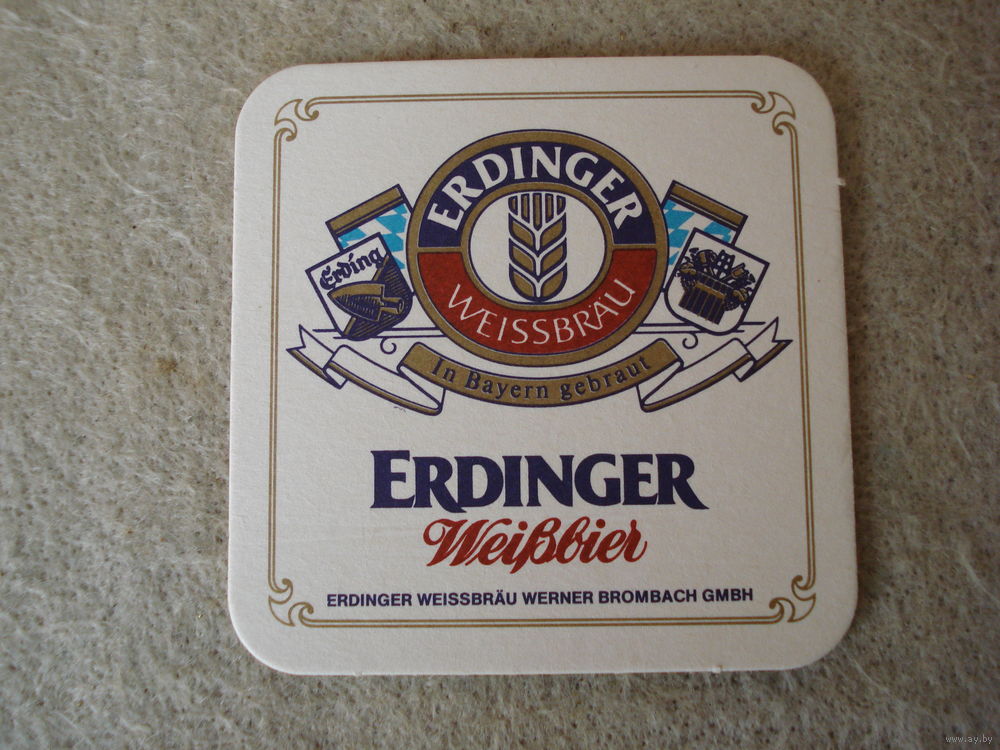 ERDINGER
Erding
WEISSBRÄU
In Bayern gebraut
ERDINGER
Weißbier
ERDINGER WEISSBRÄU WERNER BROMBACH GMBH
www.ay.by